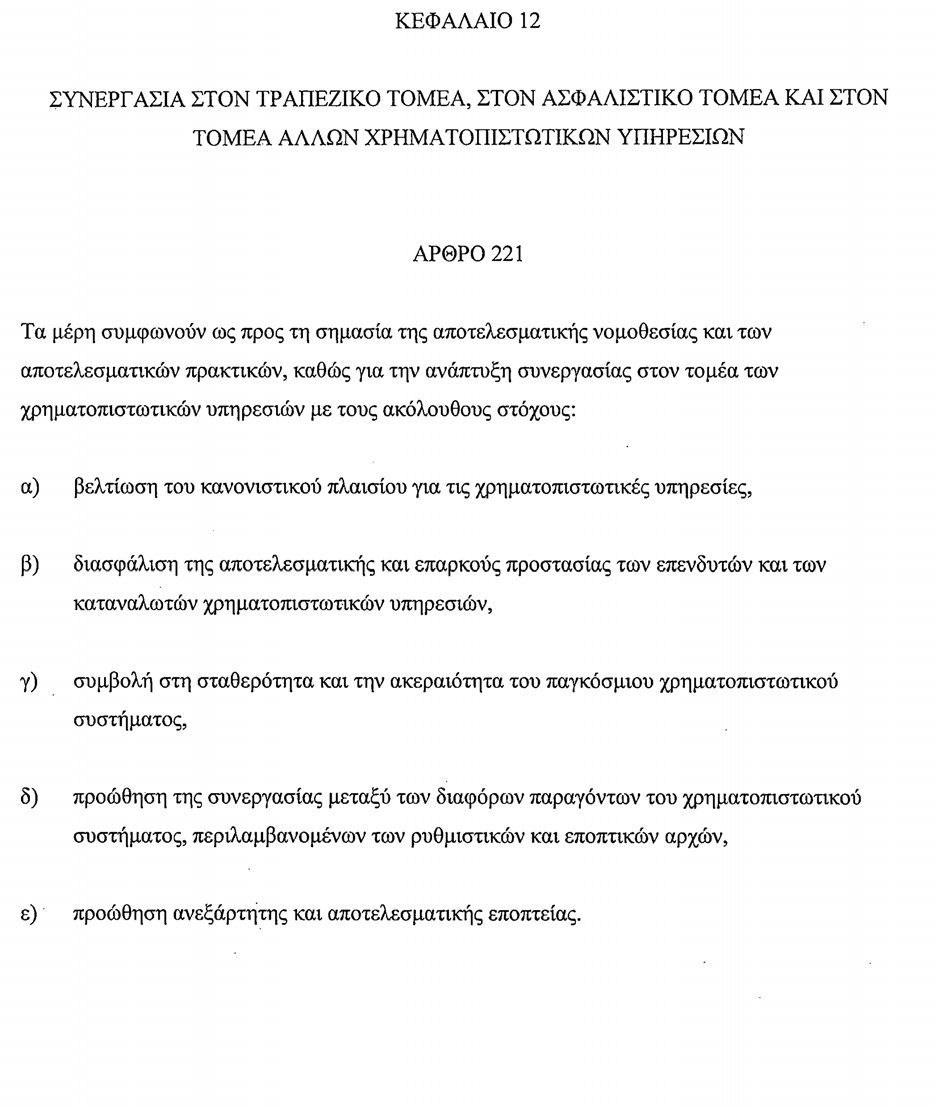 ΚΕΦΑΛΑΙΟ 12
ΣΥΝΕΡΓΑΣΙΑ ΣΤΟΝ ΤΡΑΠΕΖΙΚΟ ΤΟΜΕΑ, ΣΤΟΝ ΑΣΦΑΛΙΣΤΙΚΟ ΤΟΜΕΑ ΚΑΙ ΣΤΟΝ
ΤΟΜΕΑ ΑΛΛΩΝ ΧΡΗΜΑΤΟΠΙΣΤΩΤΙΚΩΝ ΥΠΗΡΕΣΙΩΝ
ΑΡΘΡΟ 221
Τα μέρη συμφωνούν ως προς τη σημασία της αποτελεσματικής νομοθεσίας και των
αποτελεσματικών πρακτικών, καθώς για την ανάπτυξη συνεργασίας στον τομέα των
χρηματοπιστωτικών υπηρεσιών με τους ακόλουθους στόχους:
α) βελτίωση του κανονιστικού πλαισίου για τις χρηματοπιστωτικές υπηρεσίες,
β) διασφάλιση της αποτελεσματικής και επαρκούς προστασίας των επενδυτών και των
καταναλωτών χρηματοπιστωτικών υπηρεσιών,
γ) συμβολή στη σταθερότητα και την ακεραιότητα του παγκόσμιου χρηματοπιστωτικού
συστήματος,
δ) προώθηση της συνεργασίας μεταξύ των διαφόρων παραγόντων του χρηματοπιστωτικού
συστήματος, περιλαμβανομένων των ρυθμιστικών και εποπτικών αρχών,
ε) προώθηση ανεξάρτητης και αποτελεσματικής εποπτείας.